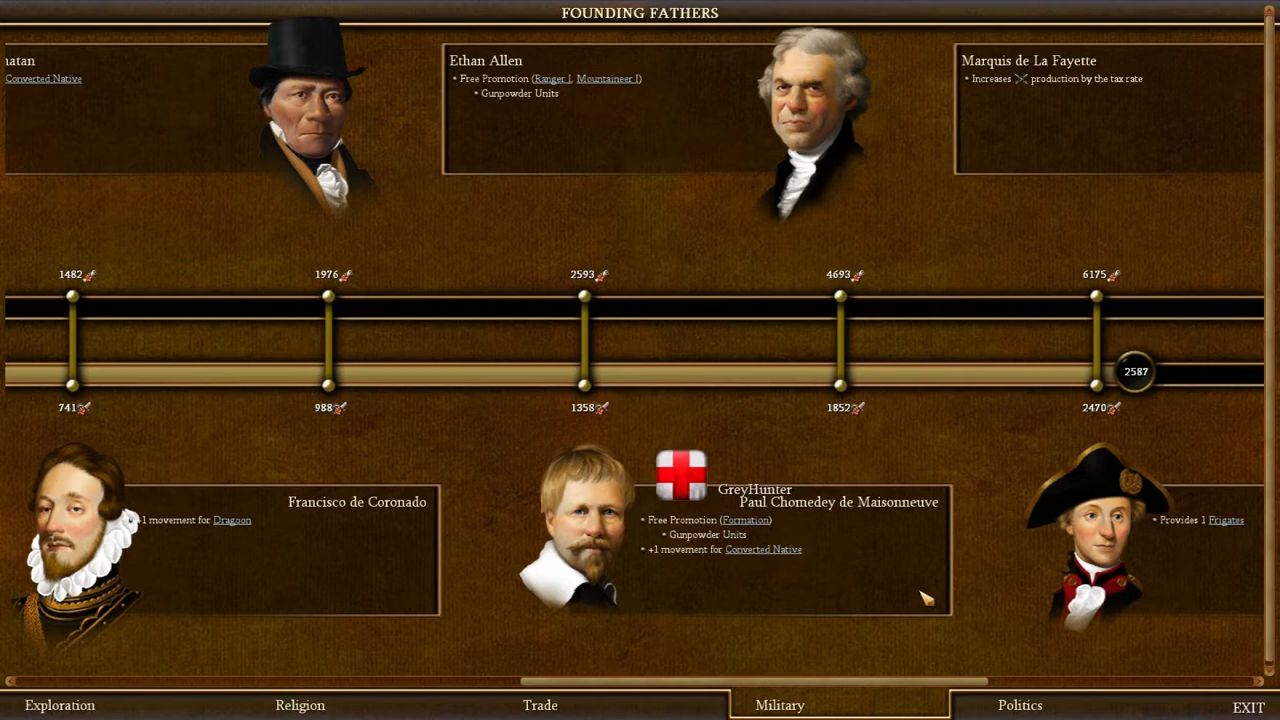 FOUNDING FATHERS
natan
Converted Native
Ethan Allen
* Free Promotion (Ranger I, Mountaineer I)
* Gunpowder Units
Marquis de La Fayette
* Increases production by the tax rate
1482
1976
2593
4693
6175
2587
741
988
1358
1852
2470
Francisco de Coronado
+1 movement for Dragoon
GreyHunter
Paul Chomedey de Maisonneuve
* Free Promotion (Formation)
* Gunpowder Units
* +1 movement for Converted Native
* Provides 1 Frigates
Exploration
Religion
Trade
Military
Politics
EXIT